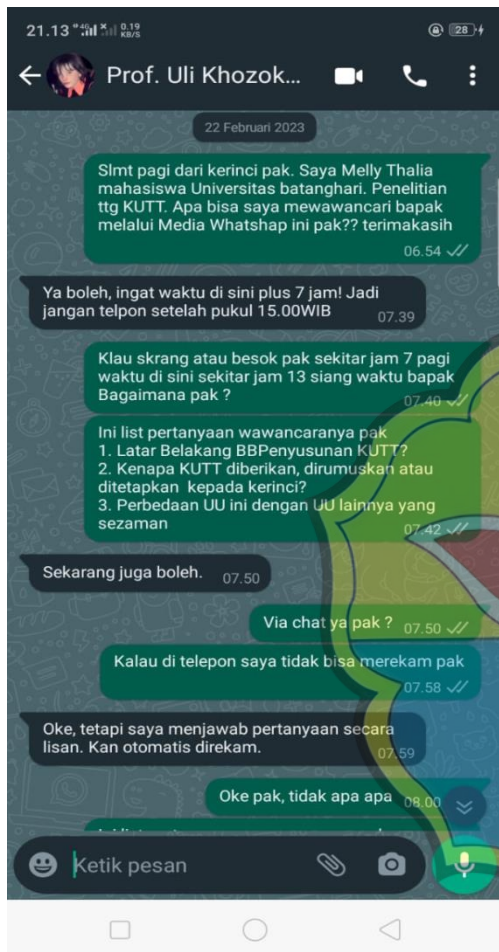 21.13 4G 0.19 KB/S 28
Prof. Uli Khozok...
22 Februari 2023
Slmt pagi dari kerinci pak. Saya Melly Thalia
mahasiswa Universitas batanghari. Penelitian
ttg KUTT. Apa bisa saya mewawancari bapak
melalui Media Whatshap ini pak?? terimakasih
06.54
Ya boleh, ingat waktu di sini plus 7 jam! Jadi
jangan telpon setelah pukul 15.00WIB
07.39
Klau skrang atau besok pak sekitar jam 7 pagi
waktu di sini sekitar jam 13 siang waktu bapak
Bagaimana pak ?
07.40
Ini list pertanyaan wawancaranya pak
1. Latar Belakang BBPenyusunan KUTT?
2. Kenapa KUTT diberikan, dirumuskan atau
ditetapkan kepada kerinci?
3. Perbedaan UU ini dengan UU lainnya yang
sezaman
07.42
Sekarang juga boleh. 07.50
Via chat ya pak ? 07.50
Kalau di telepon saya tidak bisa merekam pak
07.58
Oke, tetapi saya menjawab pertanyaan secara
lisan. Kan otomatis direkam.
07.59
Oke pak, tidak apa apa 08.00
Ketik pesan